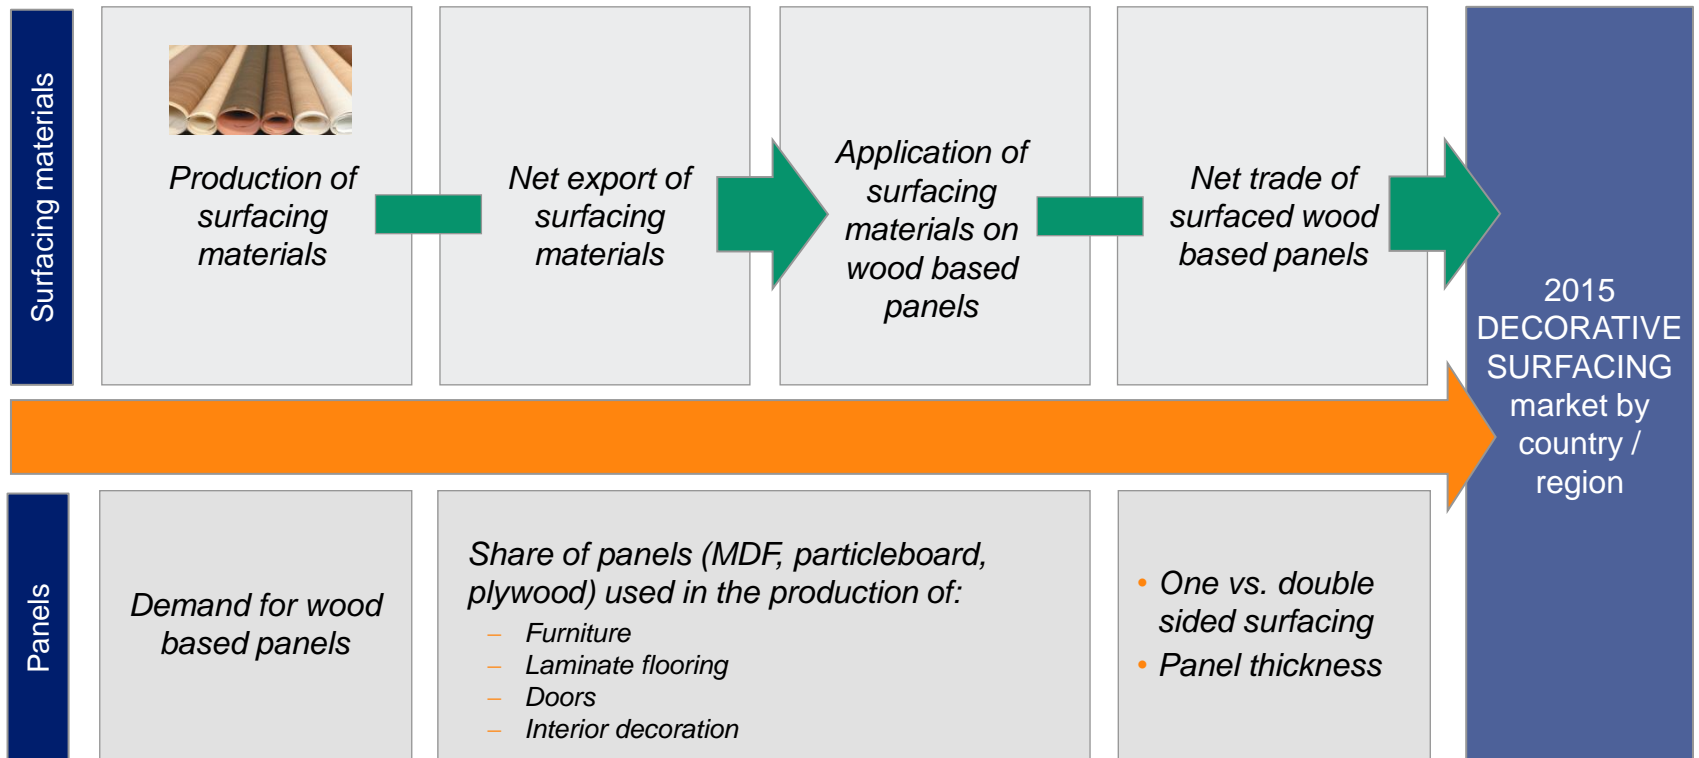 Surfacing materials
Production of
surfacing
materials
Net export of
surfacing
materials
Application of
surfacing
materials on
wood based
panels
Net trade of
surfaced wood
based panels
2015
DECORATIVE
SURFACING
market by
country /
region
Panels
Demand for wood
based panels
Share of panels (MDF, particleboard,
plywood) used in the production of:
– Furniture
– Laminate flooring
– Doors
– Interior decoration
• One vs. double
sided surfacing
• Panel thickness